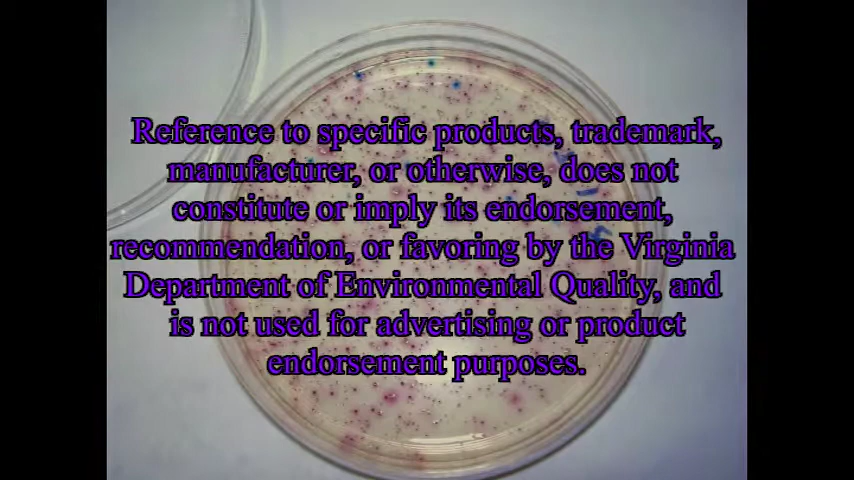 Reference to specific products, trademark,
manufacturer, or otherwise, does not
constitute or imply its endorsement,
recommendation, or favoring by the Virginia
Department of Environmental Quality, and
is not used for advertising or product
endorsement purposes.